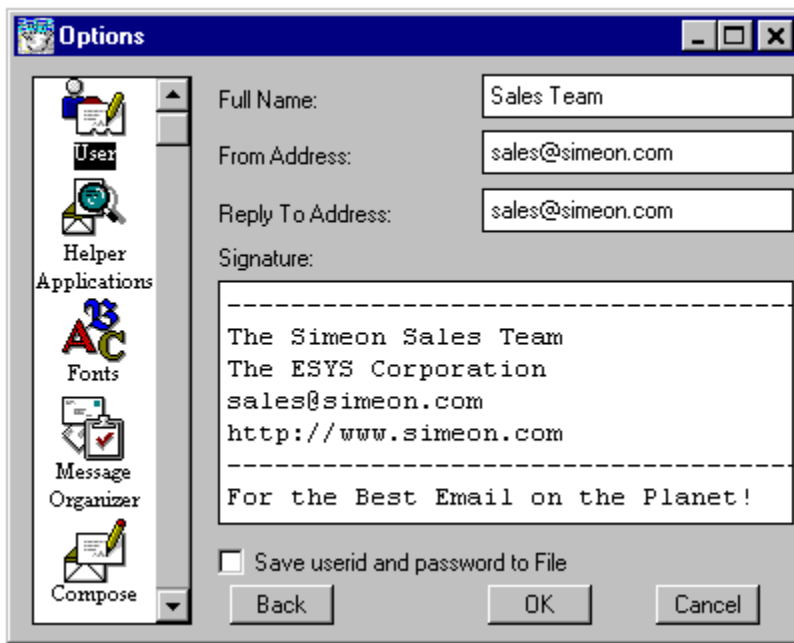 Options
User
Helper
Applications
Fonts
Message
Organizer
Compose
Full Name:
Sales Team
From Address:
sales@simeon.com
Reply To Address:
sales@simeon.com
Signature:
-------------------------------------
The Simeon Sales Team
The ESYS Corporation
sales@simeon.com
http://www.simeon.com
-------------------------------------
For the Best Email on the Planet!
Save userid and password to File
Back
OK
Cancel